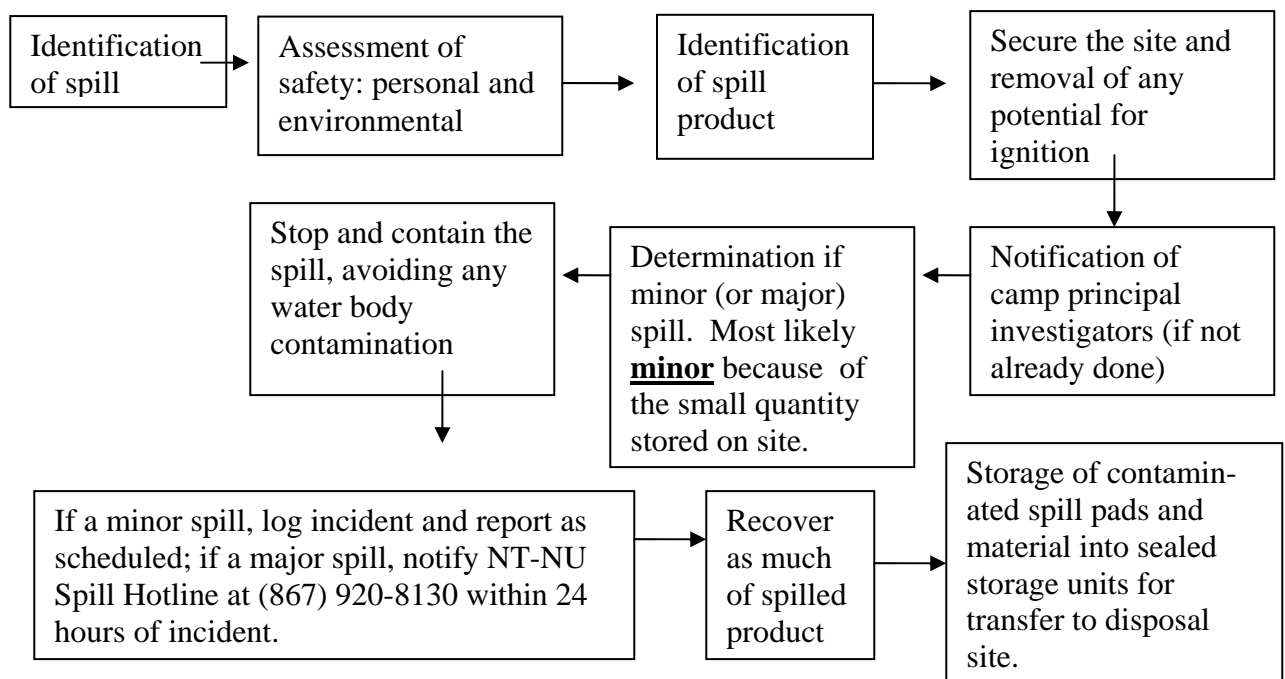 Identification
of spill
Assessment of
safety: personal and
environmental
Identification
of spill
product
Secure the site and
removal of any
potential for
ignition
Notification of
camp principal
investigators (if not
already done)
Determination if
minor (or major)
spill. Most likely
minor because of
the small quantity
stored on site.
Stop and contain the
spill, avoiding any
water body
contamination
If a minor spill, log incident and report as
scheduled; if a major spill, notify NT-NU
Spill Hotline at (867) 920-8130 within 24
hours of incident.
Recover
as much
of spilled
product
Storage of contamin-
ated spill pads and
material into sealed
storage units for
transfer to disposal
site.